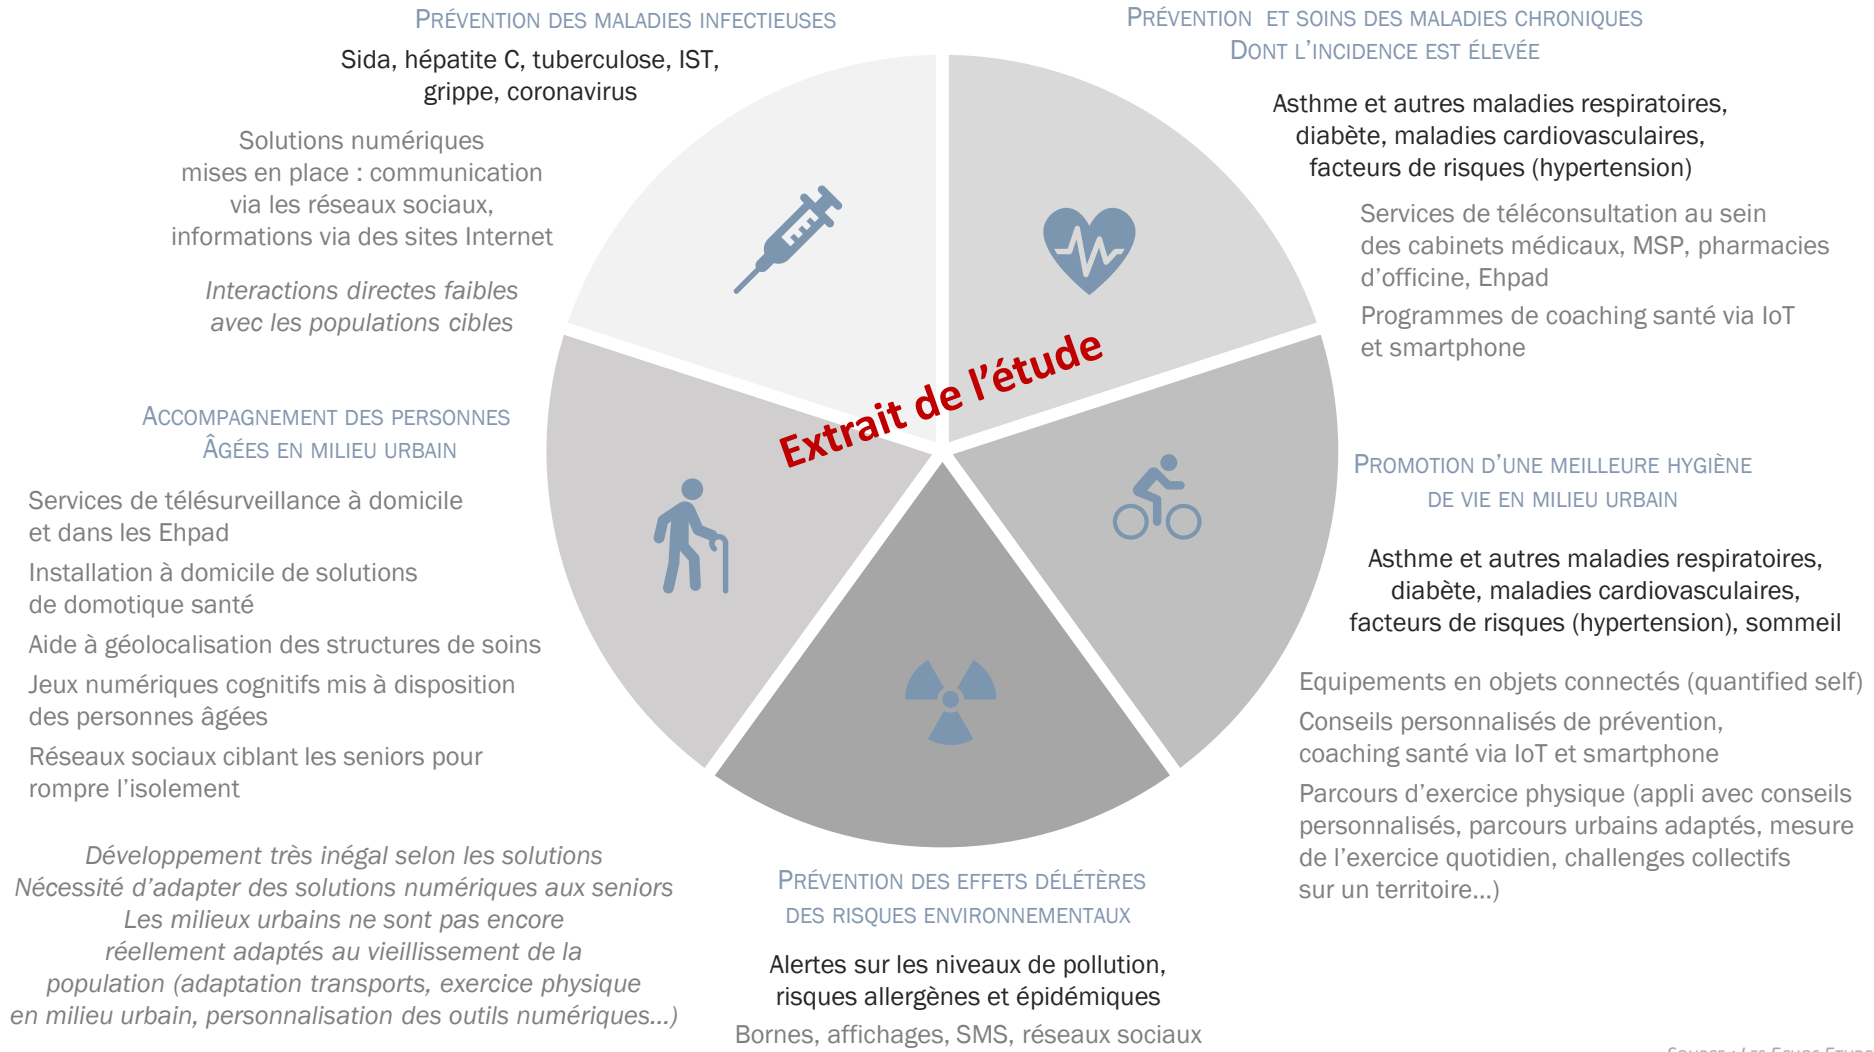 PRÉVENTION DES MALADIES INFECTIEUSES
Sida, hépatite C, tuberculose, IST,
grippe, coronavirus
Solutions numériques
mises en place : communication
via les réseaux sociaux,
informations via des sites Internet
Interactions directes faibles
avec les populations cibles
PRÉVENTION ET SOINS DES MALADIES CHRONIQUES
DONT L'INCIDENCE EST ÉLEVÉE
Asthme et autres maladies respiratoires,
diabète, maladies cardiovasculaires,
facteurs de risques (hypertension)
Services de téléconsultation au sein
des cabinets médicaux, MSP, pharmacies
d'officine, Ehpad
Programmes de coaching santé via IoT
et smartphone
Extrait de l'étude
ACCOMPAGNEMENT DES PERSONNES
ÂGÉES EN MILIEU URBAIN
Services de télésurveillance à domicile
et dans les Ehpad
Installation à domicile de solutions
de domotique santé
Aide à géolocalisation des structures de soins
Jeux numériques cognitifs mis à disposition
des personnes âgées
Réseaux sociaux ciblant les seniors pour
rompre l'isolement
Développement très inégal selon les solutions
Nécessité d'adapter des solutions numériques aux seniors
Les milieux urbains ne sont pas encore
réellement adaptés au vieillissement de la
population (adaptation transports, exercice physique
en milieu urbain, personnalisation des outils numériques...)
PROMOTION D'UNE MEILLEURE HYGIÈNE
DE VIE EN MILIEU URBAIN
Asthme et autres maladies respiratoires,
diabète, maladies cardiovasculaires,
facteurs de risques (hypertension), sommeil
Equipements en objets connectés (quantified self)
Conseils personnalisés de prévention,
coaching santé via IoT et smartphone
Parcours d'exercice physique (appli avec conseils
personnalisés, parcours urbains adaptés, mesure
de l'exercice quotidien, challenges collectifs
sur un territoire...)
PRÉVENTION DES EFFETS DÉLÉTÈRES
DES RISQUES ENVIRONNEMENTAUX
Alertes sur les niveaux de pollution,
risques allergènes et épidémiques
Bornes, affichages, SMS, réseaux sociaux